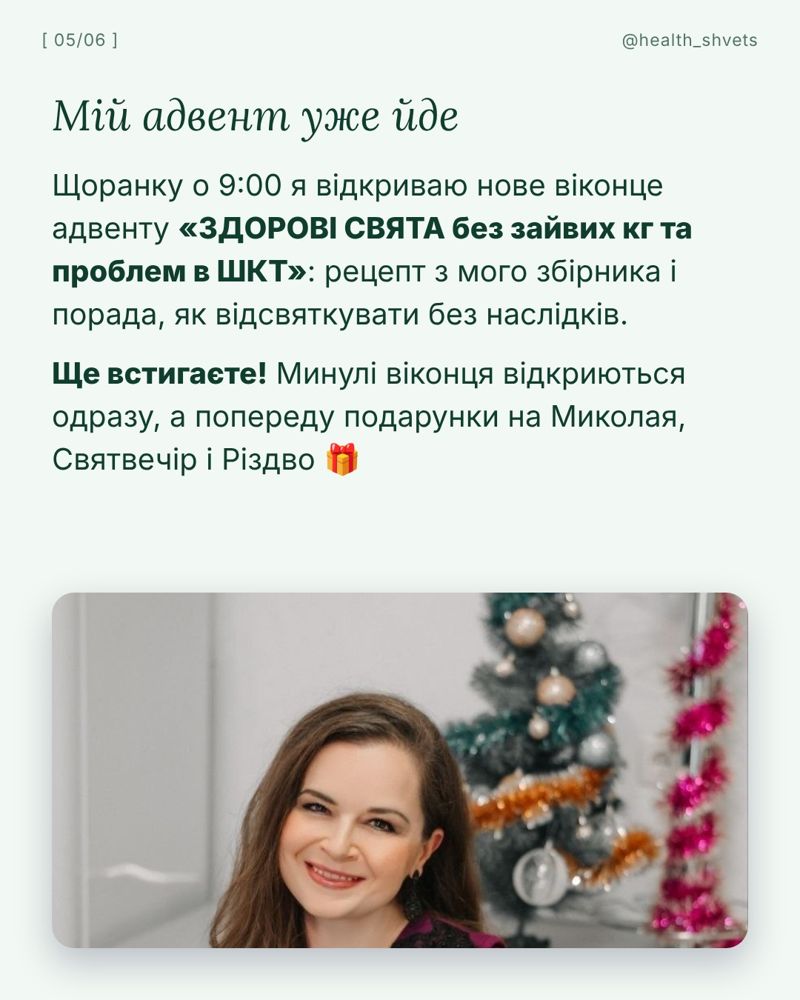 [ 05/06 ]
@health_shvets
Мій адвент уже йде
Щоранку о 9:00 я відкриваю нове віконце
адвенту «ЗДОРОВІ СВЯТА без зайвих кг та
проблем в ШКТ»: рецепт з мого збірника і
порада, як відсвяткувати без наслідків.
Ще встигаєте! Минулі віконця відкриються
одразу, а попереду подарунки на Миколая,
Святвечір і Різдво 🎁